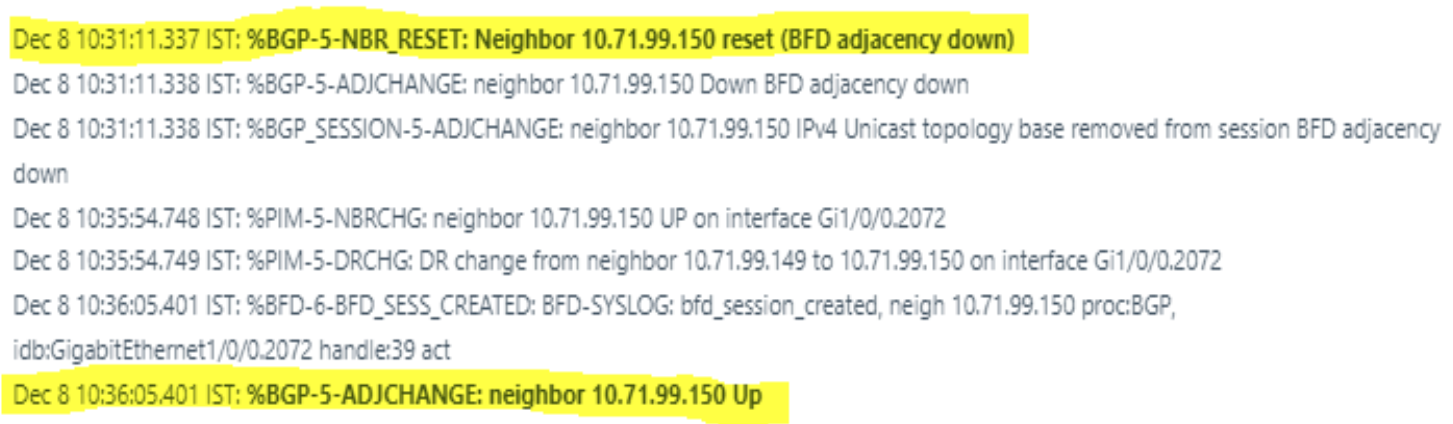 Dec 8 10:31:11.337 IST: %BGP-5-NBR_RESET: Neighbor 10.71.99.150 reset (BFD adjacency down)
Dec 8 10:31:11.338 IST: %BGP-5-ADJCHANGE: neighbor 10.71.99.150 Down BFD adjacency down
Dec 8 10:31:11.338 IST: %BGP_SESSION-5-ADJCHANGE: neighbor 10.71.99.150 IPv4 Unicast topology base removed from session BFD adjacency
down
Dec 8 10:35:54.748 IST: %PIM-5-NBRCHG: neighbor 10.71.99.150 UP on interface Gi1/0/0.2072
Dec 8 10:35:54.749 IST: %PIM-5-DRCHG: DR change from neighbor 10.71.99.149 to 10.71.99.150 on interface Gi1/0/0.2072
Dec 8 10:36:05.401 IST: %BFD-6-BFD_SESS_CREATED: BFD-SYSLOG: bfd_session_created, neigh 10.71.99.150 proc:BGP,
idb:GigabitEthernet1/0/0.2072 handle:39 act
Dec 8 10:36:05.401 IST: %BGP-5-ADJCHANGE: neighbor 10.71.99.150 Up